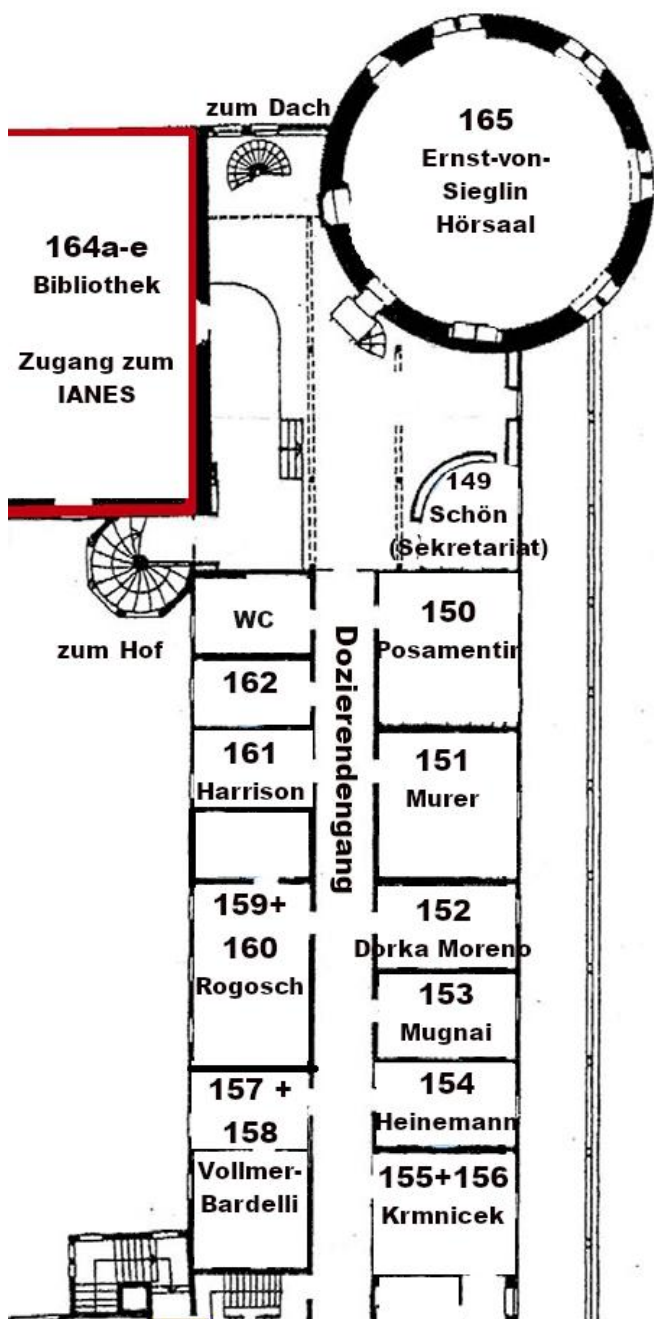 zum Dach
165
Ernst-von-
Sieglin
Hörsaal
164a-e
Bibliothek
Zugang zum
IANES
149
Schön
(Sekretariat)
zum Hof
WC
150
Posamentir
Dozierendengang
162
161
Harrison
151
Murer
159+
160
Rogosch
152
Dorka Moreno
153
Mugnai
157 +
158
Vollmer-
Bardelli
154
Heinemann
155+156
Krmnicek